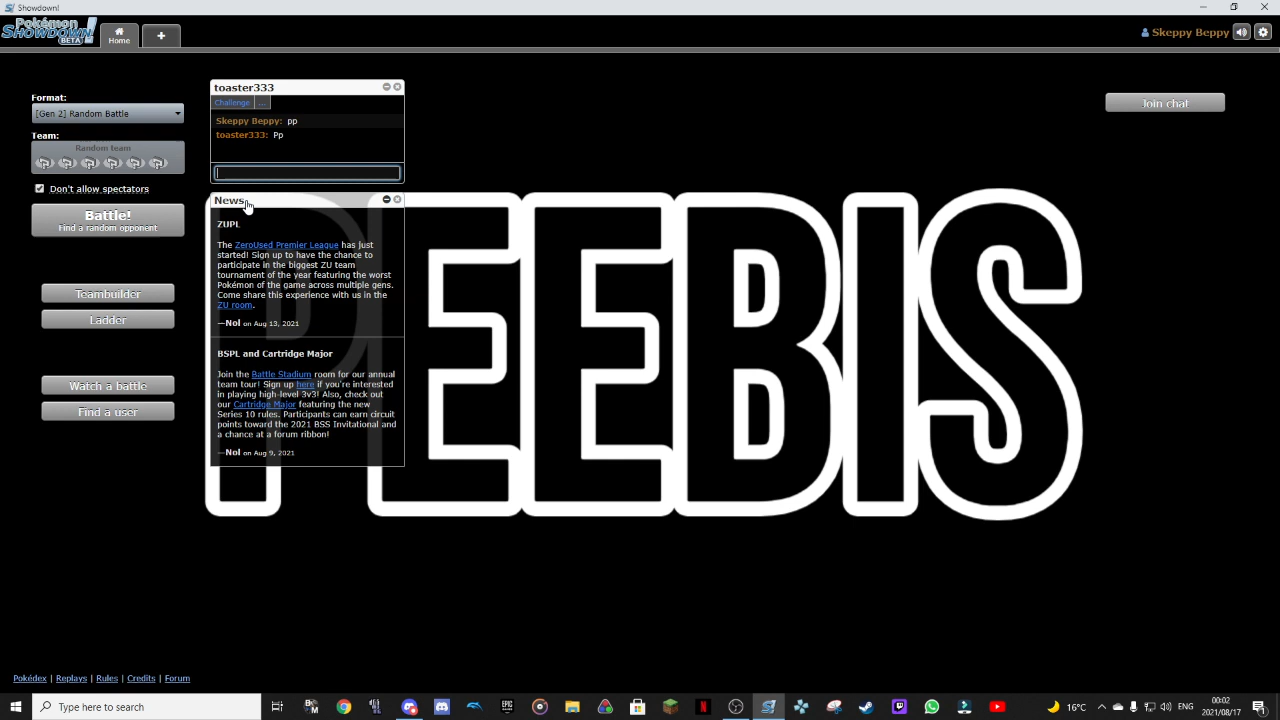 Showdown!
Pokémon
SHOWDOWN!
BETA
Home
+
Skeppy Beppy
Format:
[Gen 2] Random Battle
Team:
Random team
Don't allow spectators
Battle!
Find a random opponent
Teambuilder
Ladder
Watch a battle
Find a user
toaster333
Challenge
...
Skeppy Beppy: pp
toaster333: Pp
News
ZUPL
The ZeroUsed Premier League has just
started! Sign up to have the chance to
participate in the biggest ZU team
tournament of the year featuring the worst
Pokémon of the game across multiple gens.
Come share this experience with us in the
ZU room.
—Nol on Aug 13, 2021
BSPL and Cartridge Major
Join the Battle Stadium room for our annual
team tour! Sign up here if you're interested
in playing high-level 3v3! Also, check out
our Cartridge Major featuring the new
Series 10 rules. Participants can earn circuit
points toward the 2021 BSS Invitational and
a chance at a forum ribbon!
—Nol on Aug 9, 2021
Join chat
PEEBIS
Pokédex | Replays | Rules | Credits | Forum
Type here to search
16°C
ENG
00:02
2021/08/17